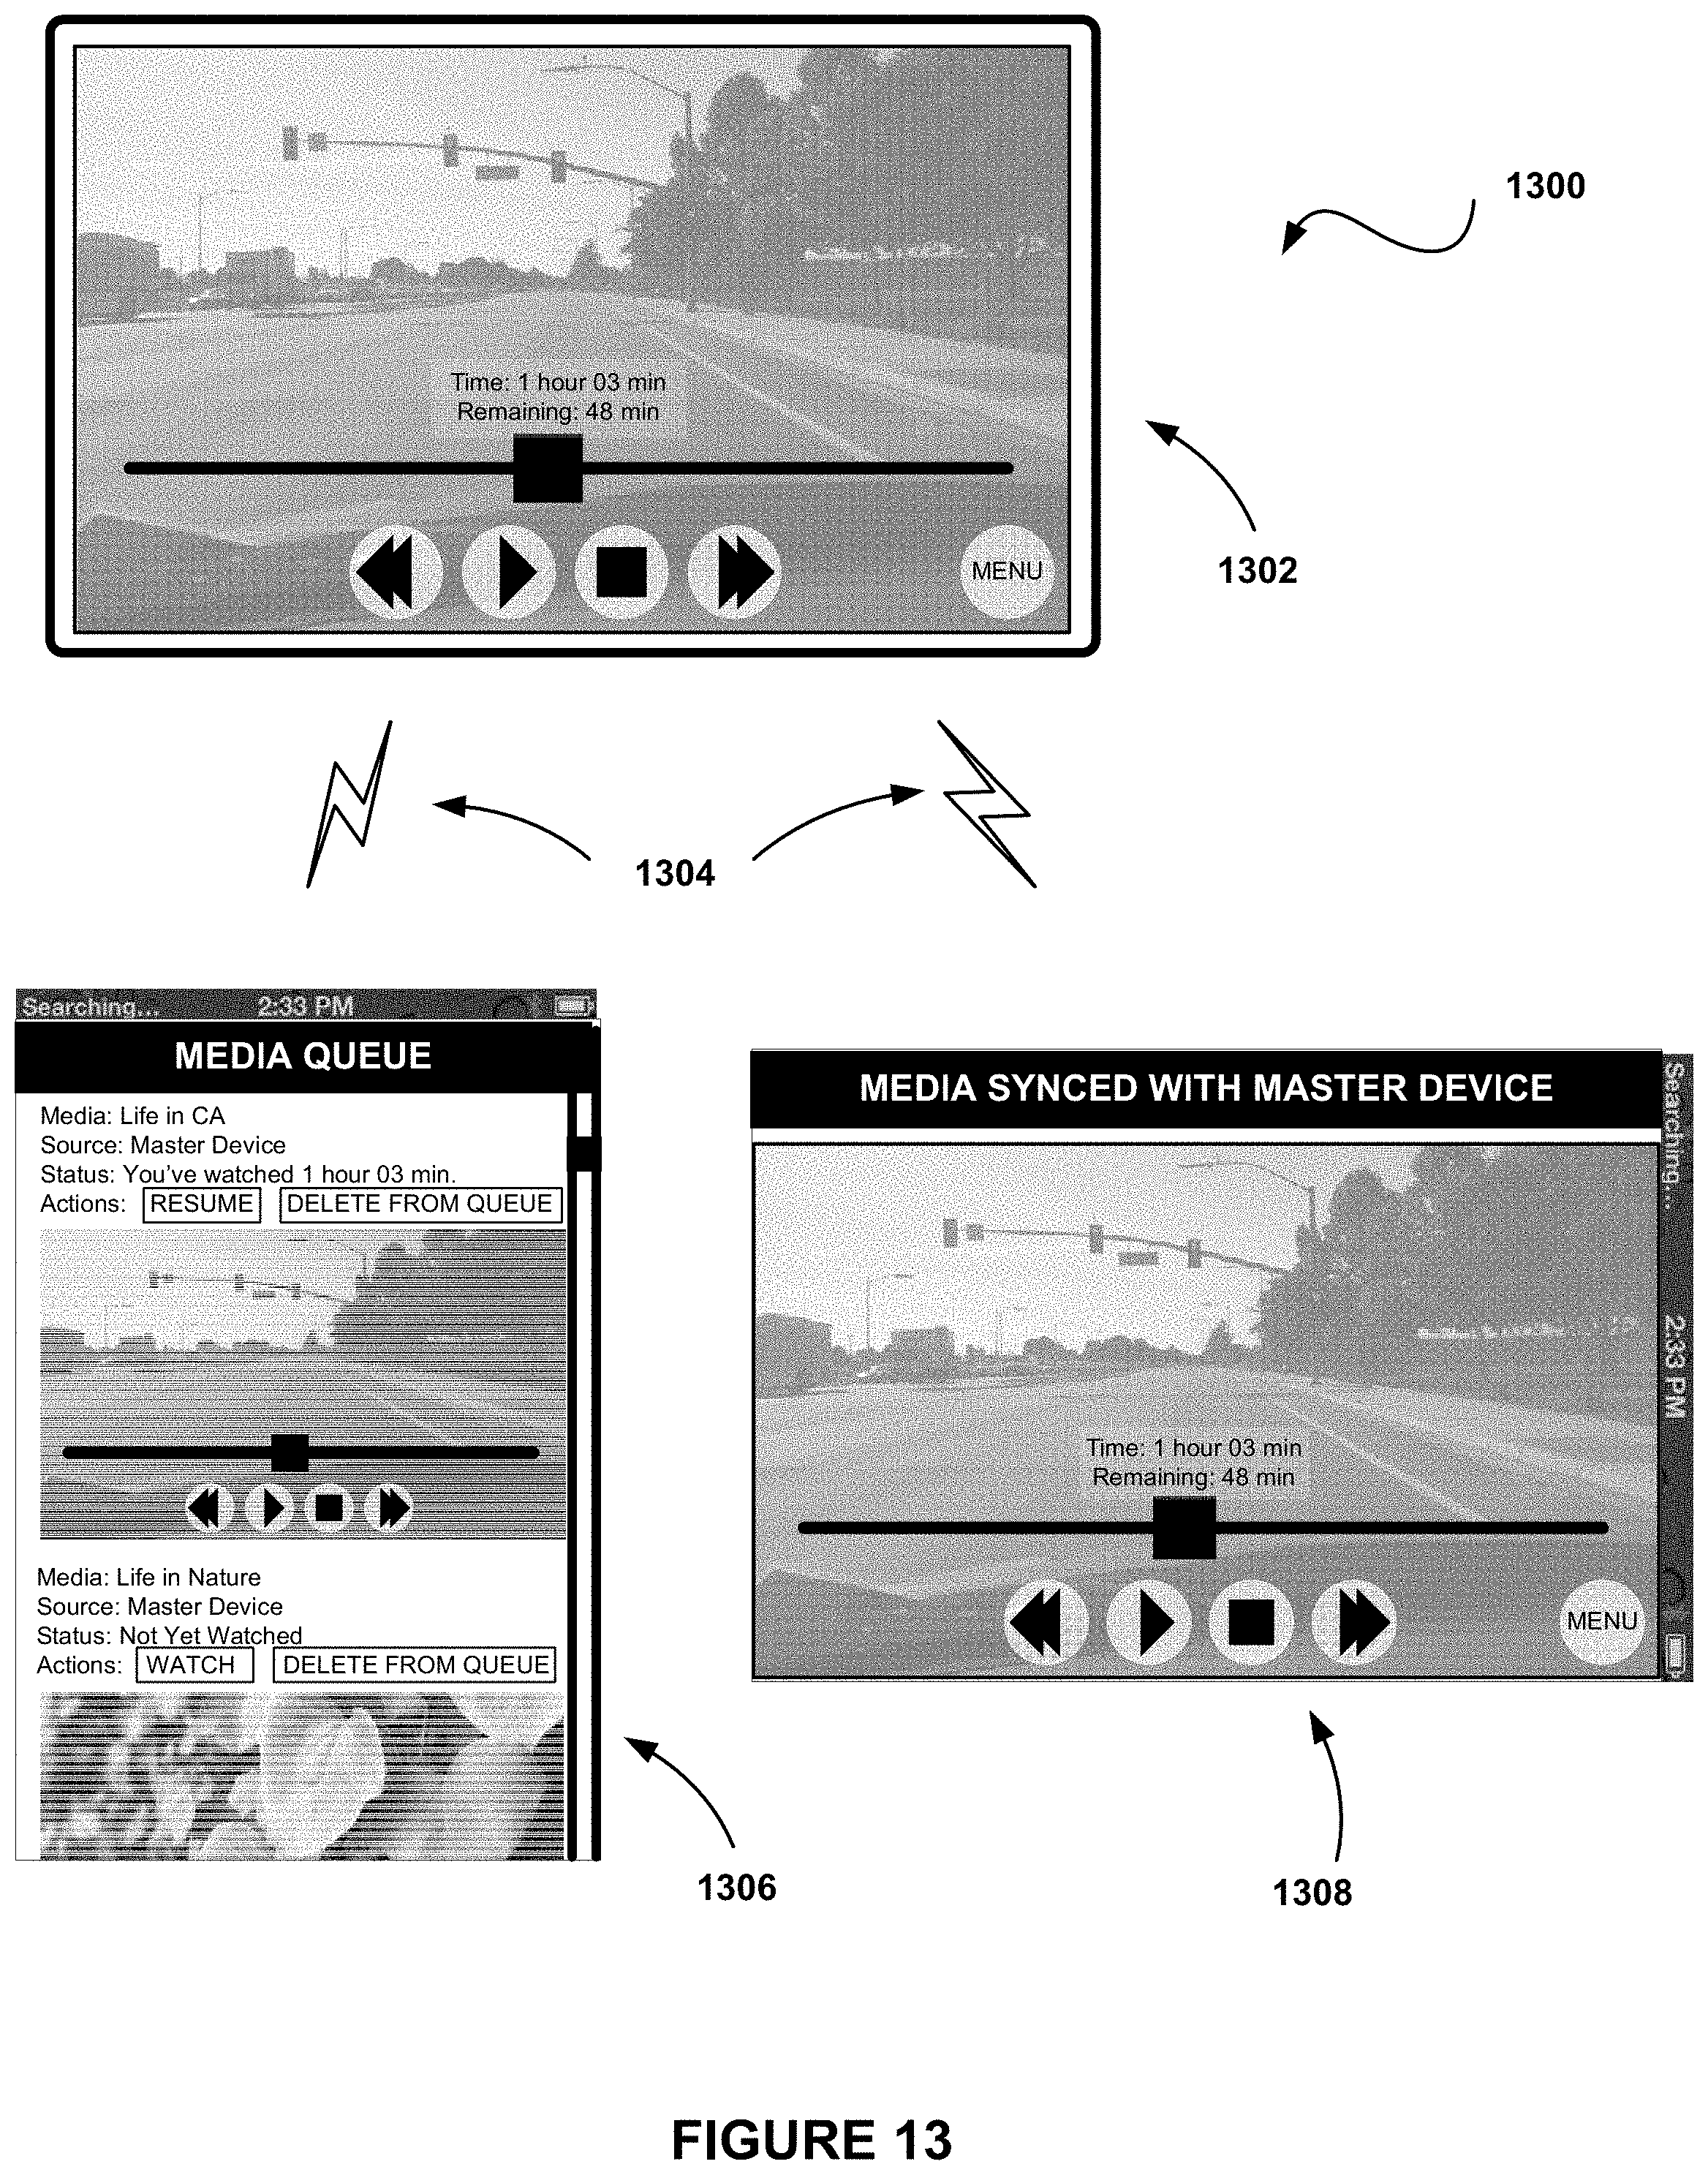 1300
Time: 1 hour 03 min
Remaining: 48 min
MENU
1302
1304
Searching... 2:33 PM
MEDIA QUEUE
Media: Life in CA
Source: Master Device
Status: You've watched 1 hour 03 min.
Actions: RESUME DELETE FROM QUEUE
Media: Life in Nature
Source: Master Device
Status: Not Yet Watched
Actions: WATCH DELETE FROM QUEUE
1306
MEDIA SYNCED WITH MASTER DEVICE
Searching... 2:33 PM
Time: 1 hour 03 min
Remaining: 48 min
MENU
1308
FIGURE 13